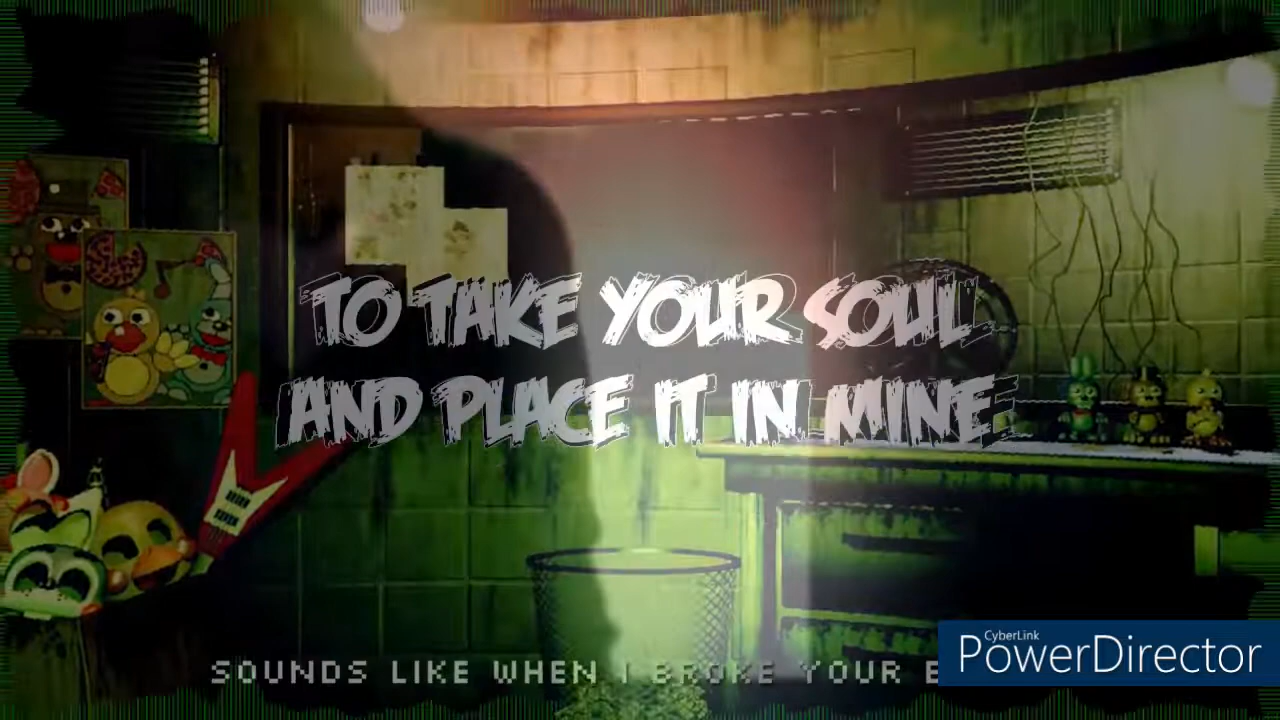 TO TAKE YOUR SOUL
AND PLACE IT IN MINE
SOUNDS LIKE WHEN I BROKE YOUR
CyberLink
PowerDirector